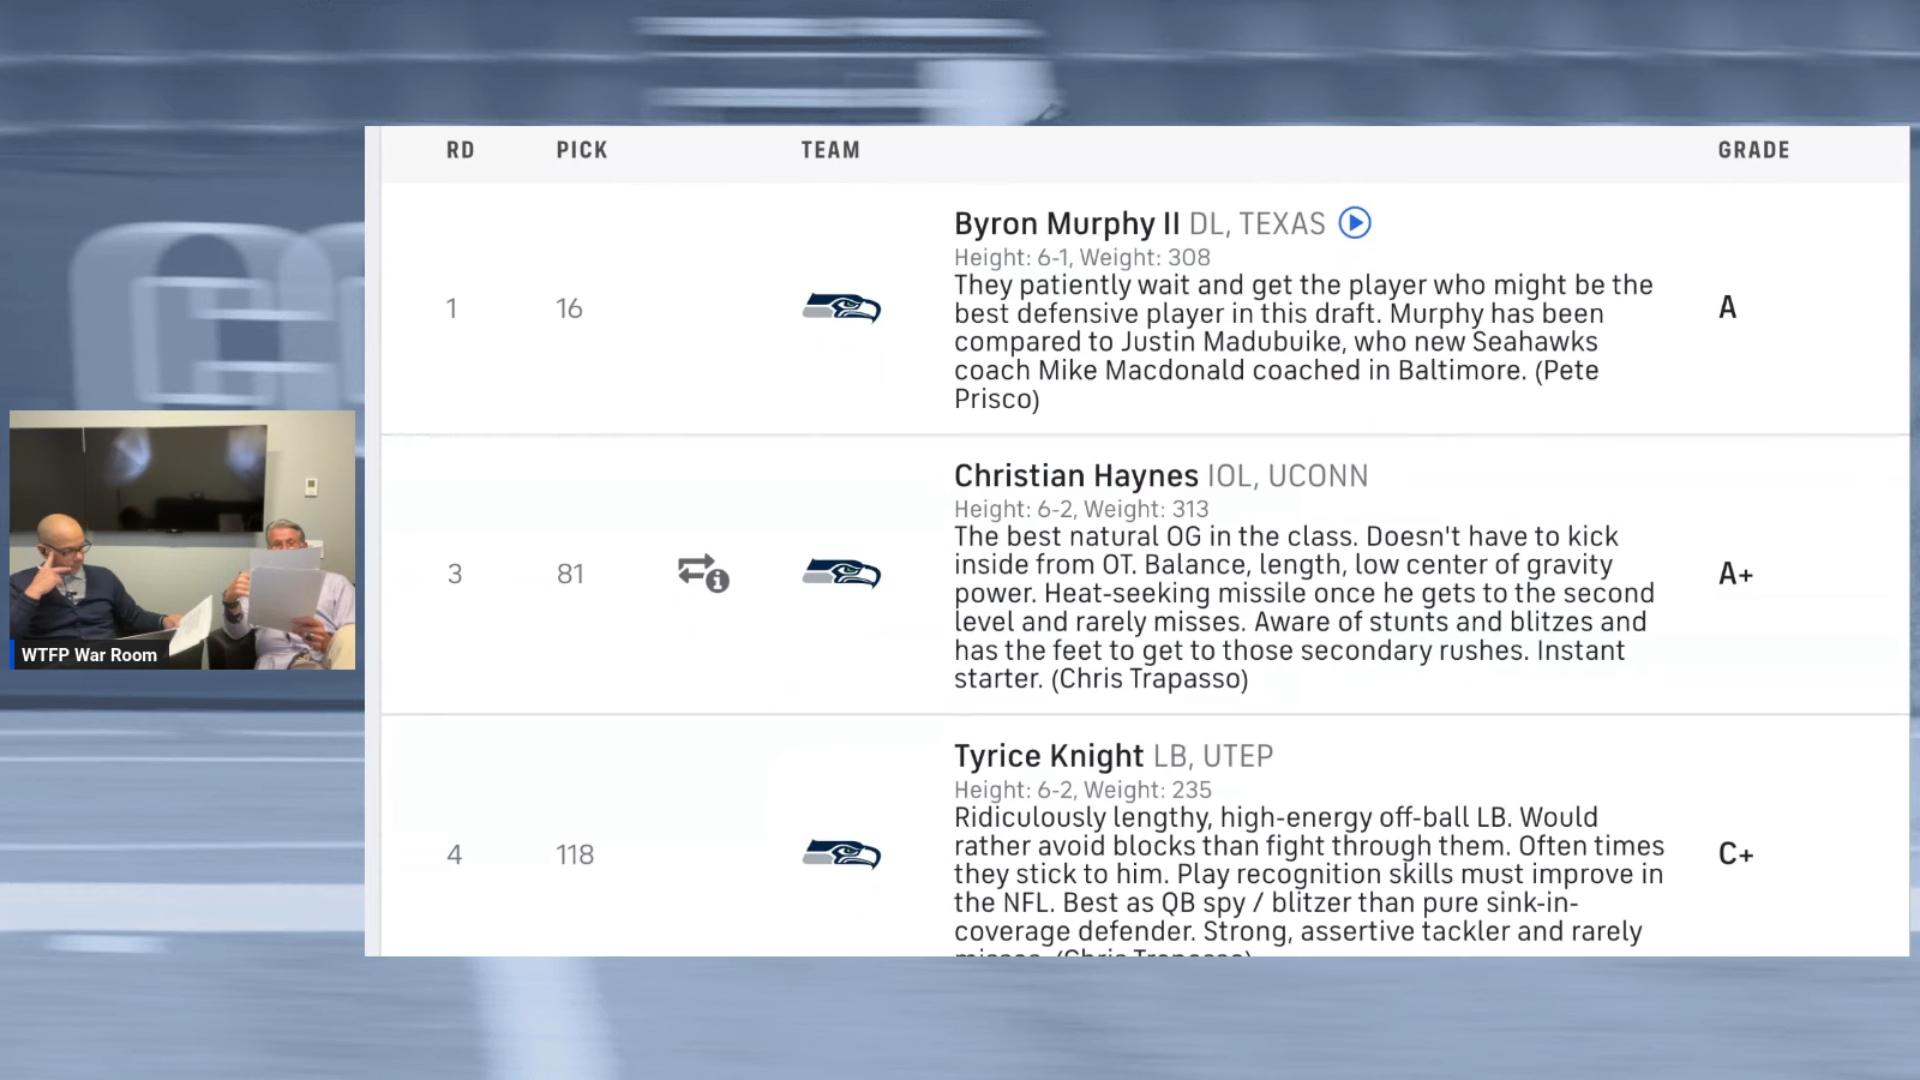 RD PICK TEAM GRADE
Byron Murphy II DL, TEXAS
Height: 6-1, Weight: 308
They patiently wait and get the player who might be the
best defensive player in this draft. Murphy has been
compared to Justin Madubuike, who new Seahawks
coach Mike Macdonald coached in Baltimore. (Pete
Prisco)
1 16 A
Christian Haynes IOL, UCONN
Height: 6-2, Weight: 313
The best natural OG in the class. Doesn't have to kick
inside from OT. Balance, length, low center of gravity
power. Heat-seeking missile once he gets to the second
level and rarely misses. Aware of stunts and blitzes and
has the feet to get to those secondary rushes. Instant
starter. (Chris Trapasso)
3 81 A+
Tyrice Knight LB, UTEP
Height: 6-2, Weight: 235
Ridiculously lengthy, high-energy off-ball LB. Would
rather avoid blocks than fight through them. Often times
they stick to him. Play recognition skills must improve in
the NFL. Best as QB spy / blitzer than pure sink-in-
coverage defender. Strong, assertive tackler and rarely
misses. (Chris Trapasso)
4 118 C+
WTFP War Room